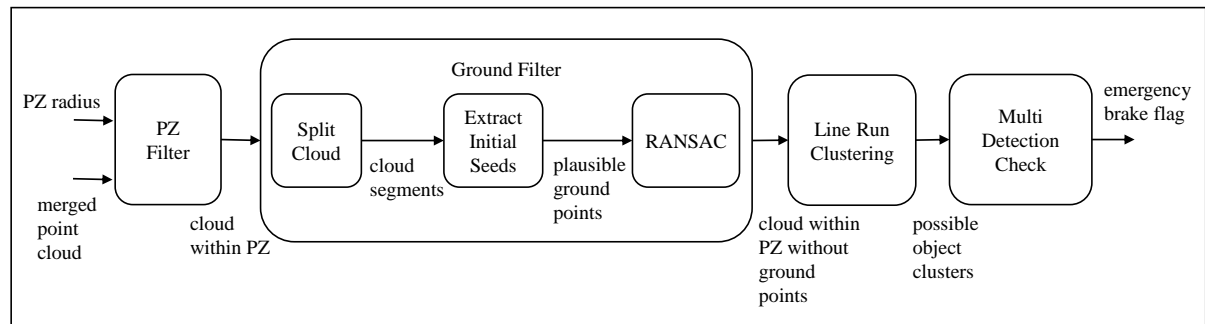 PZ radius
merged
point
cloud
PZ
Filter
cloud
within PZ
Ground Filter
Split
Cloud
cloud
segments
Extract
Initial
Seeds
plausible
ground
points
RANSAC
cloud within
PZ without
ground
points
Line Run
Clustering
possible
object
clusters
Multi
Detection
Check
emergency
brake flag